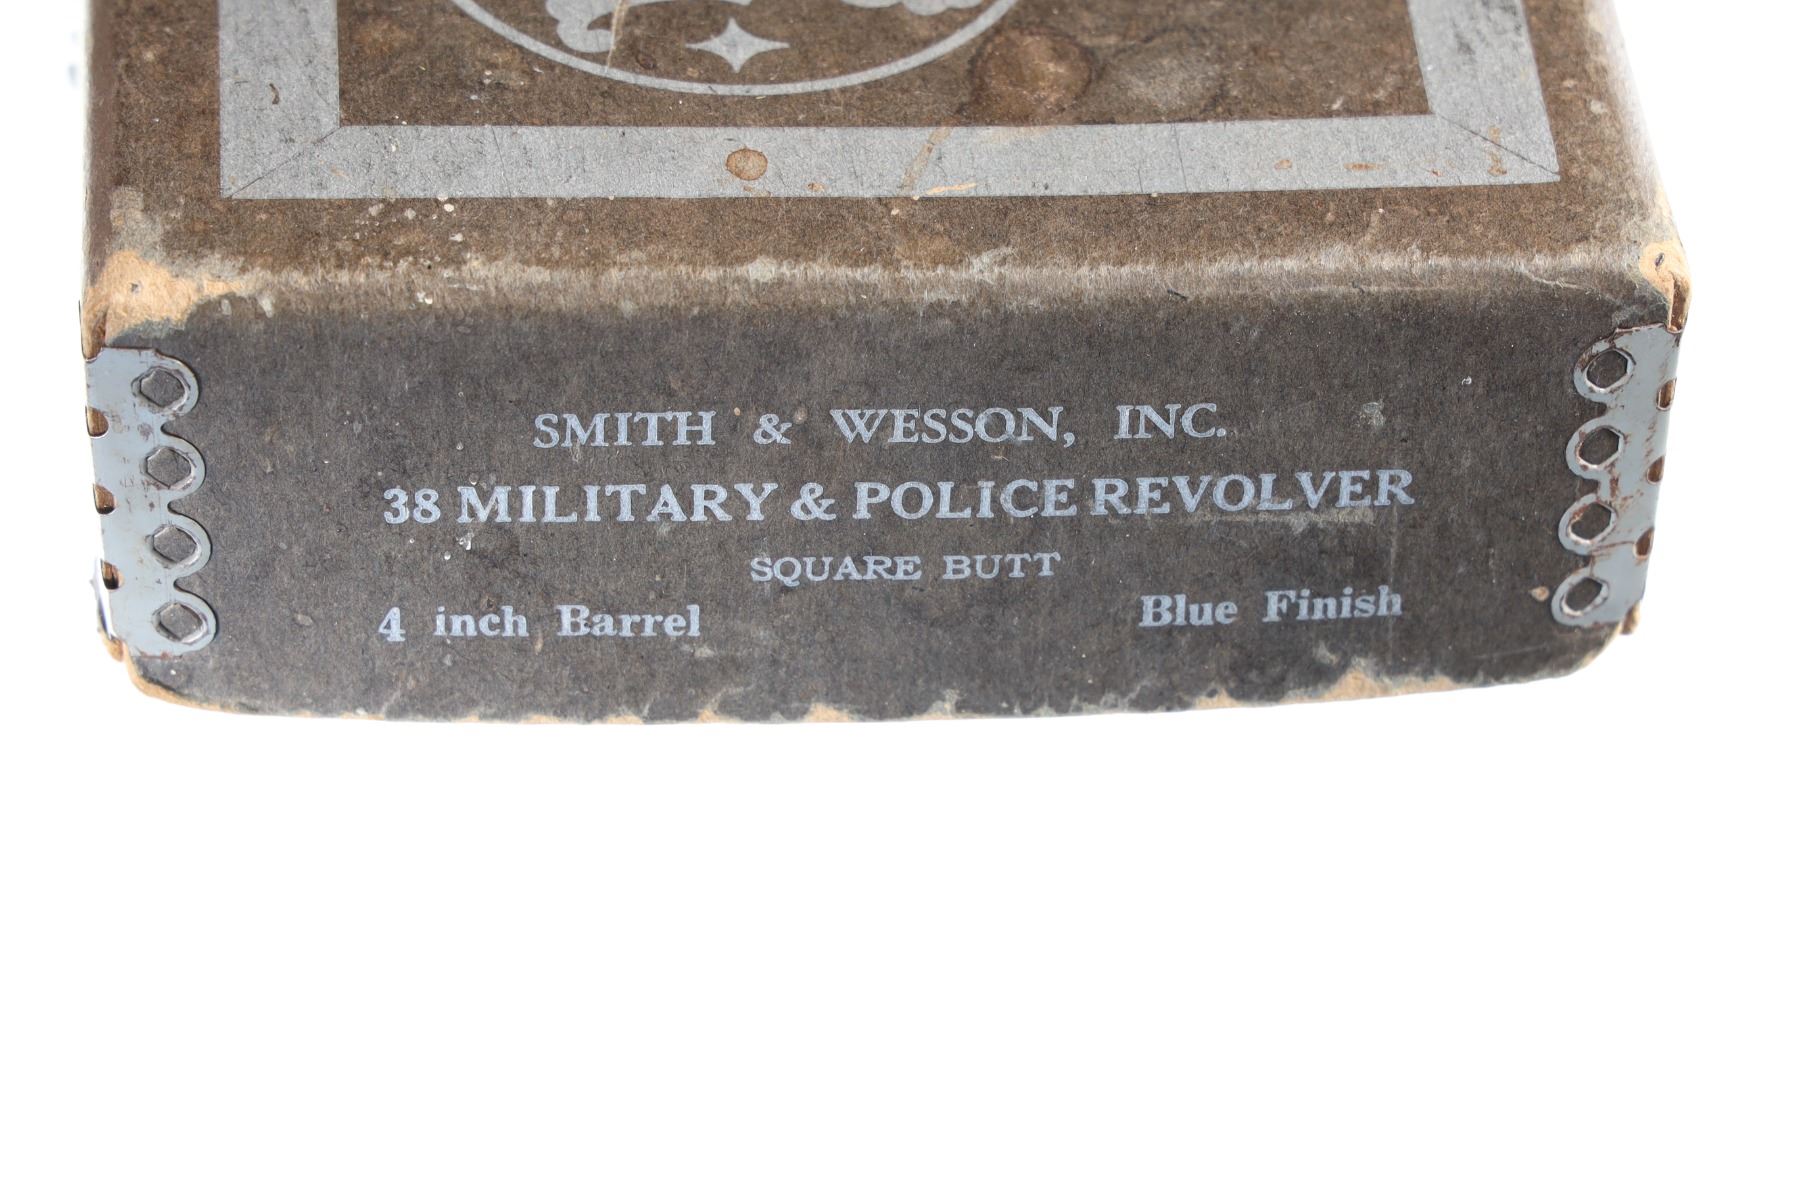 SMITH & WESSON, INC.
38 MILITARY & POLICE REVOLVER
SQUARE BUTT
4 inch Barrel Blue Finish